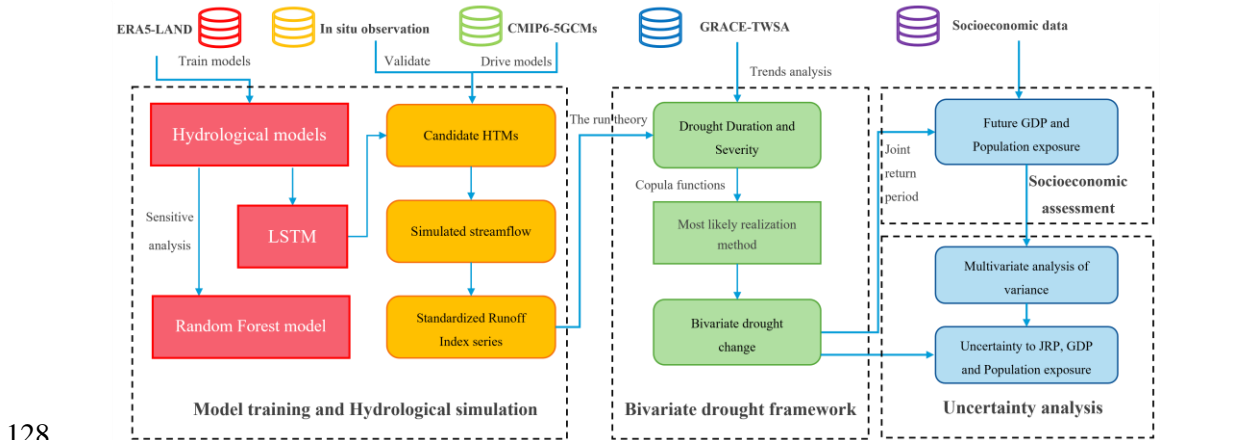 ERA5-LAND
In situ observation
CMIP6-5GCMs
GRACE-TWSA
Socioeconomic data
Train models
Validate
Drive models
Trends analysis
Hydrological models
Candidate HTMs
The run theory
Drought Duration and
Severity
Future GDP and
Population exposure
Joint
return
period
Socioeconomic
assessment
Sensitive
analysis
LSTM
Simulated streamflow
Copula functions
Most likely realization
method
Multivariate analysis of
variance
Random Forest model
Standardized Runoff
Index series
Bivariate drought
change
Uncertainty to JRP, GDP
and Population exposure
Model training and Hydrological simulation
Bivariate drought framework
Uncertainty analysis
128